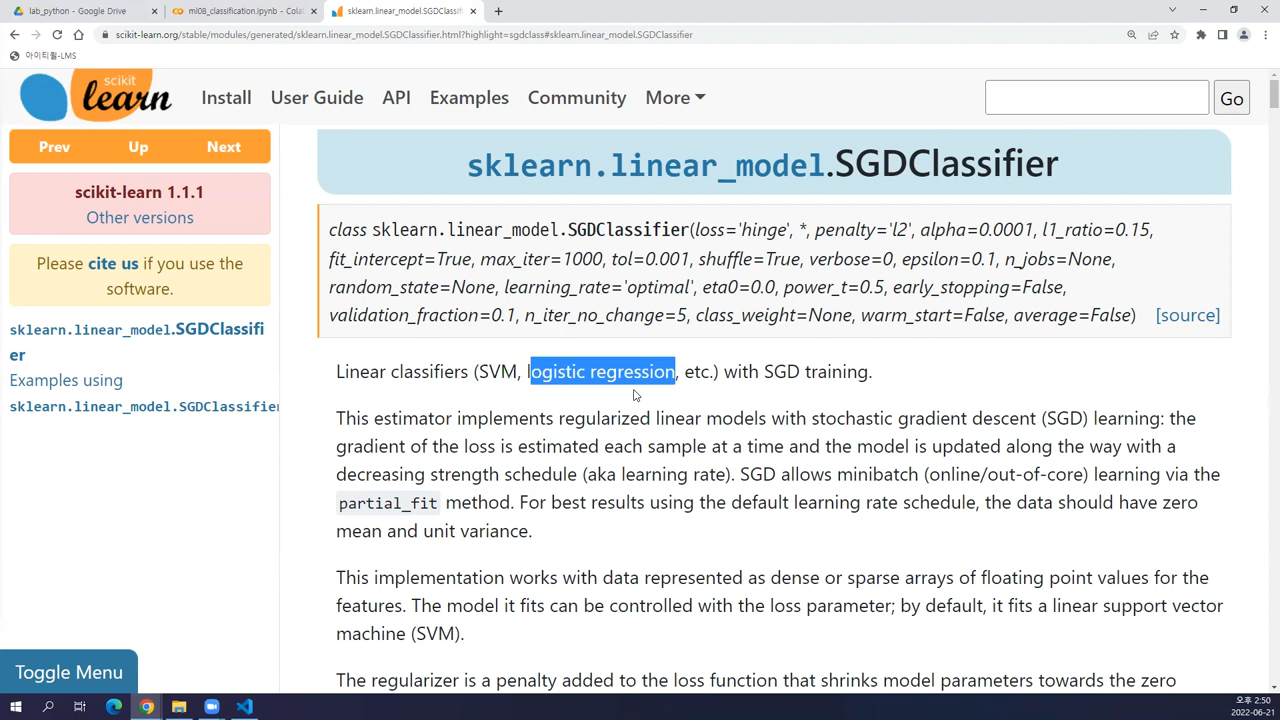 lab_python - Google Drive
ml08_classification.ipynb - Cola
sklearn.linear_model.SGDClassifi
scikit-learn.org/stable/modules/generated/sklearn.linear_model.SGDClassifier.html?highlight=sgdclass#sklearn.linear_model.SGDClassifier
아이티윌-LMS
scikit
learn
Install
User Guide
API
Examples
Community
More
Go
Prev
Up
Next
scikit-learn 1.1.1
Other versions
Please cite us if you use the
software.
sklearn.linear_model.SGDClassifi
er
Examples using
sklearn.linear_model.SGDClassifier
sklearn.linear_model.SGDClassifier
class sklearn.linear_model.SGDClassifier(loss='hinge', *, penalty='l2', alpha=0.0001, l1_ratio=0.15,
fit_intercept=True, max_iter=1000, tol=0.001, shuffle=True, verbose=0, epsilon=0.1, n_jobs=None,
random_state=None, learning_rate='optimal', eta0=0.0, power_t=0.5, early_stopping=False,
validation_fraction=0.1, n_iter_no_change=5, class_weight=None, warm_start=False, average=False) [source]
Linear classifiers (SVM, logistic regression, etc.) with SGD training.
This estimator implements regularized linear models with stochastic gradient descent (SGD) learning: the
gradient of the loss is estimated each sample at a time and the model is updated along the way with a
decreasing strength schedule (aka learning rate). SGD allows minibatch (online/out-of-core) learning via the
partial_fit method. For best results using the default learning rate schedule, the data should have zero
mean and unit variance.
This implementation works with data represented as dense or sparse arrays of floating point values for the
features. The model it fits can be controlled with the loss parameter; by default, it fits a linear support vector
machine (SVM).
The regularizer is a penalty added to the loss function that shrinks model parameters towards the zero
Toggle Menu
오후 2:50
2022-06-21